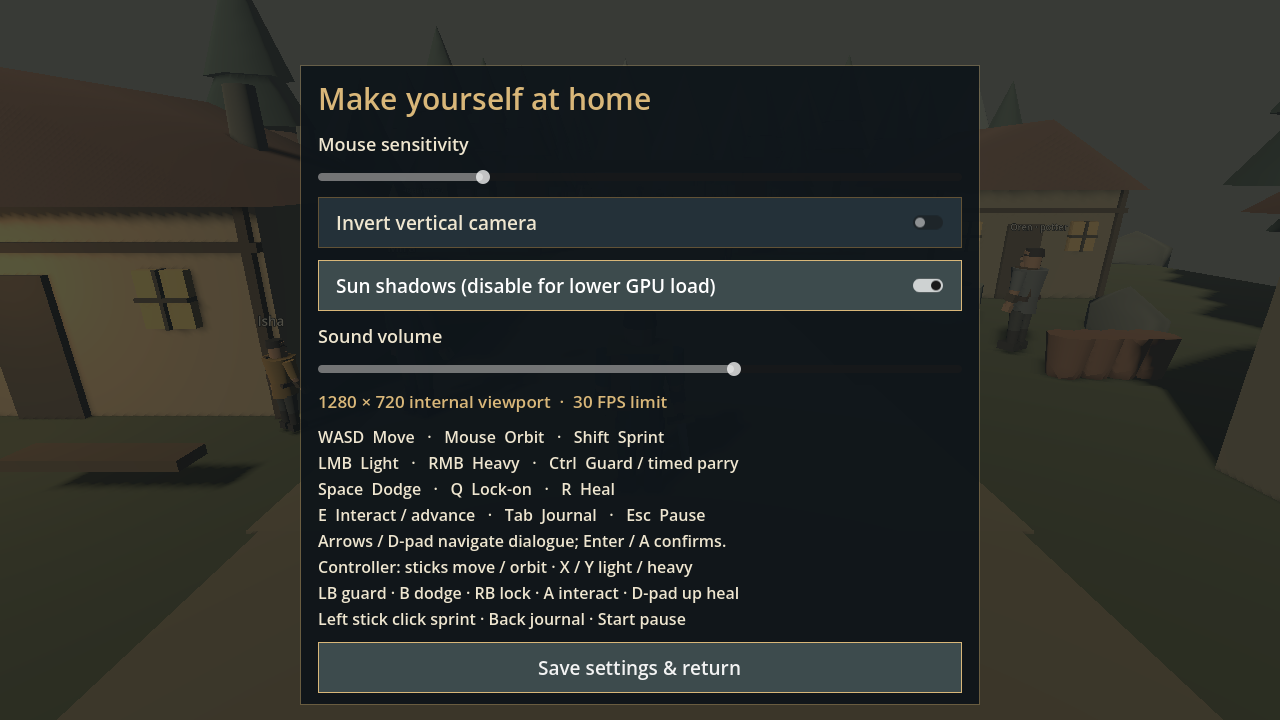 Make yourself at home
Mouse sensitivity
Invert vertical camera
Sun shadows (disable for lower GPU load)
Sound volume
1280 × 720 internal viewport · 30 FPS limit
WASD Move · Mouse Orbit · Shift Sprint
LMB Light · RMB Heavy · Ctrl Guard / timed parry
Space Dodge · Q Lock-on · R Heal
E Interact / advance · Tab Journal · Esc Pause
Arrows / D-pad navigate dialogue; Enter / A confirms.
Controller: sticks move / orbit · X / Y light / heavy
LB guard · B dodge · RB lock · A interact · D-pad up heal
Left stick click sprint · Back journal · Start pause
Save settings & return
Isha